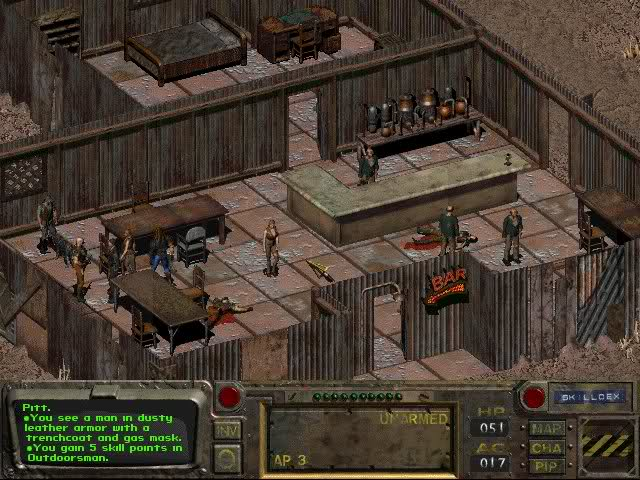 BAR
Pitt.
•You see a man in dusty
leather armor with a
trenchcoat and gas mask.
•You gain 5 skill points in
Outdoorsman.
INV
UNARMED
AP 3
HP
051
AC
017
SKILLDEX
MAP
CHA
PIP